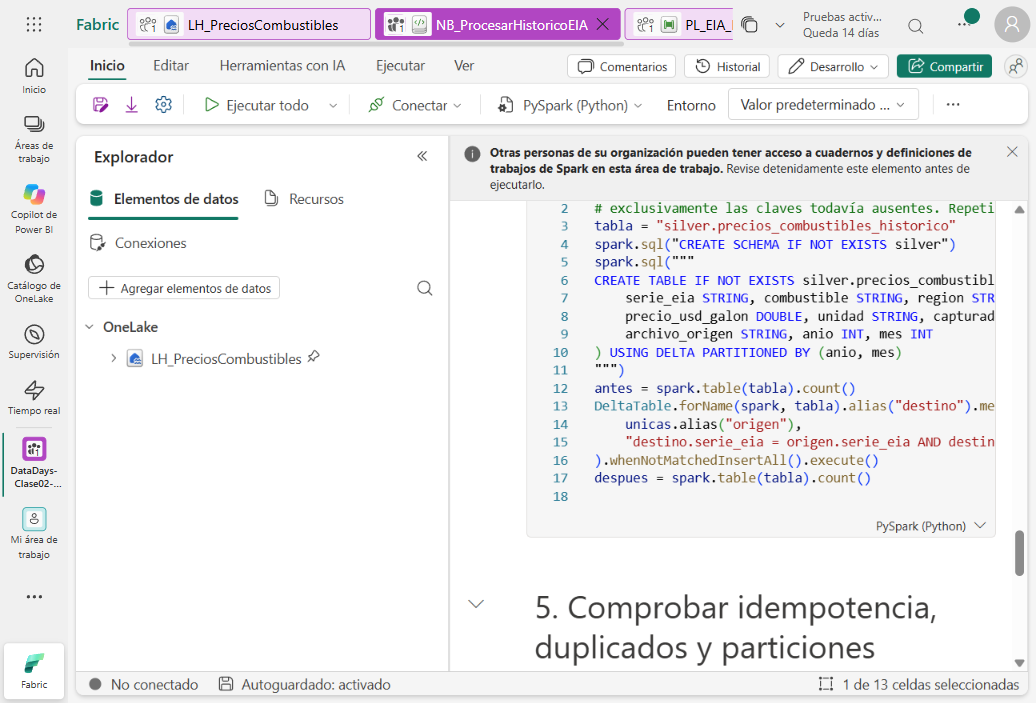 Fabric
LH_PreciosCombustibles
NB_ProcesarHistoricoEIA
PL_EIA_
Pruebas activ...
Queda 14 días
Inicio
Editar
Herramientas con IA
Ejecutar
Ver
Comentarios
Historial
Desarrollo
Compartir
Ejecutar todo
Conectar
PySpark (Python)
Entorno
Valor predeterminado ...
Inicio
Áreas de
trabajo
Copilot de
Power BI
Catálogo de
OneLake
Supervisión
Tiempo real
DataDays-
Clase02-...
Mi área de
trabajo
Fabric
Explorador
Elementos de datos
Recursos
Conexiones
Agregar elementos de datos
OneLake
LH_PreciosCombustibles
Otras personas de su organización pueden tener acceso a cuadernos y definiciones de
trabajos de Spark en esta área de trabajo. Revise detenidamente este elemento antes de
ejecutarlo.
2 # exclusivamente las claves todavía ausentes. Repeti
3 tabla = "silver.precios_combustibles_historico"
4 spark.sql("CREATE SCHEMA IF NOT EXISTS silver")
5 spark.sql("""
6 CREATE TABLE IF NOT EXISTS silver.precios_combustibl
7 serie_eia STRING, combustible STRING, region STR
8 precio_usd_galon DOUBLE, unidad STRING, capturad
9 archivo_origen STRING, anio INT, mes INT
10 ) USING DELTA PARTITIONED BY (anio, mes)
11 """)
12 antes = spark.table(tabla).count()
13 DeltaTable.forName(spark, tabla).alias("destino").me
14 unicas.alias("origen"),
15 "destino.serie_eia = origen.serie_eia AND destin
16 ).whenNotMatchedInsertAll().execute()
17 despues = spark.table(tabla).count()
18
PySpark (Python)
5. Comprobar idempotencia,
duplicados y particiones
No conectado
Autoguardado: activado
1 de 13 celdas seleccionadas